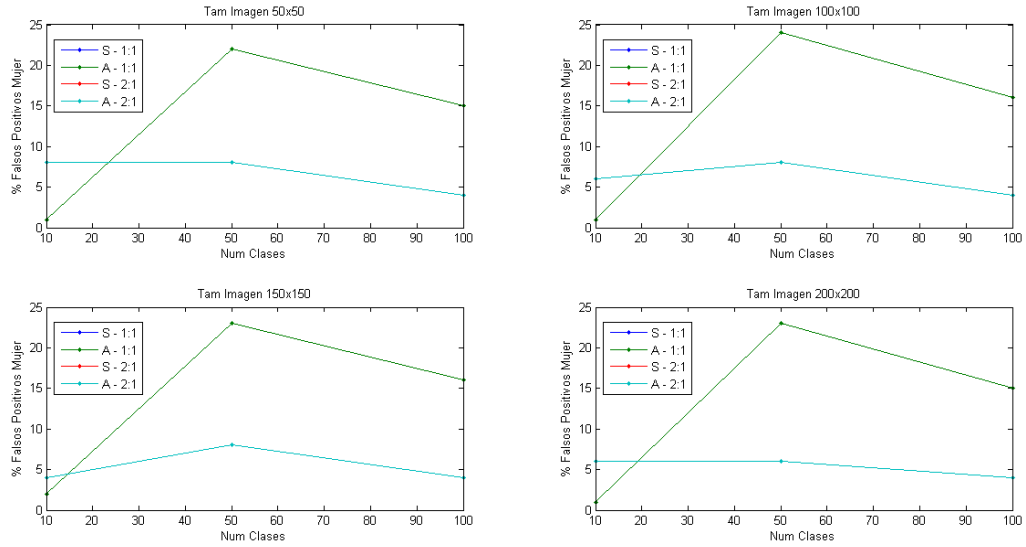 Tam Imagen 50x50
% Falsos Positivos Mujer
25
20
15
10
5
0
S - 1:1
A - 1:1
S - 2:1
A - 2:1
10 20 30 40 50 60 70 80 90 100
Num Clases
Tam Imagen 100x100
% Falsos Positivos Mujer
25
20
15
10
5
0
S - 1:1
A - 1:1
S - 2:1
A - 2:1
10 20 30 40 50 60 70 80 90 100
Num Clases
Tam Imagen 150x150
% Falsos Positivos Mujer
25
20
15
10
5
0
S - 1:1
A - 1:1
S - 2:1
A - 2:1
10 20 30 40 50 60 70 80 90 100
Num Clases
Tam Imagen 200x200
% Falsos Positivos Mujer
25
20
15
10
5
0
S - 1:1
A - 1:1
S - 2:1
A - 2:1
10 20 30 40 50 60 70 80 90 100
Num Clases